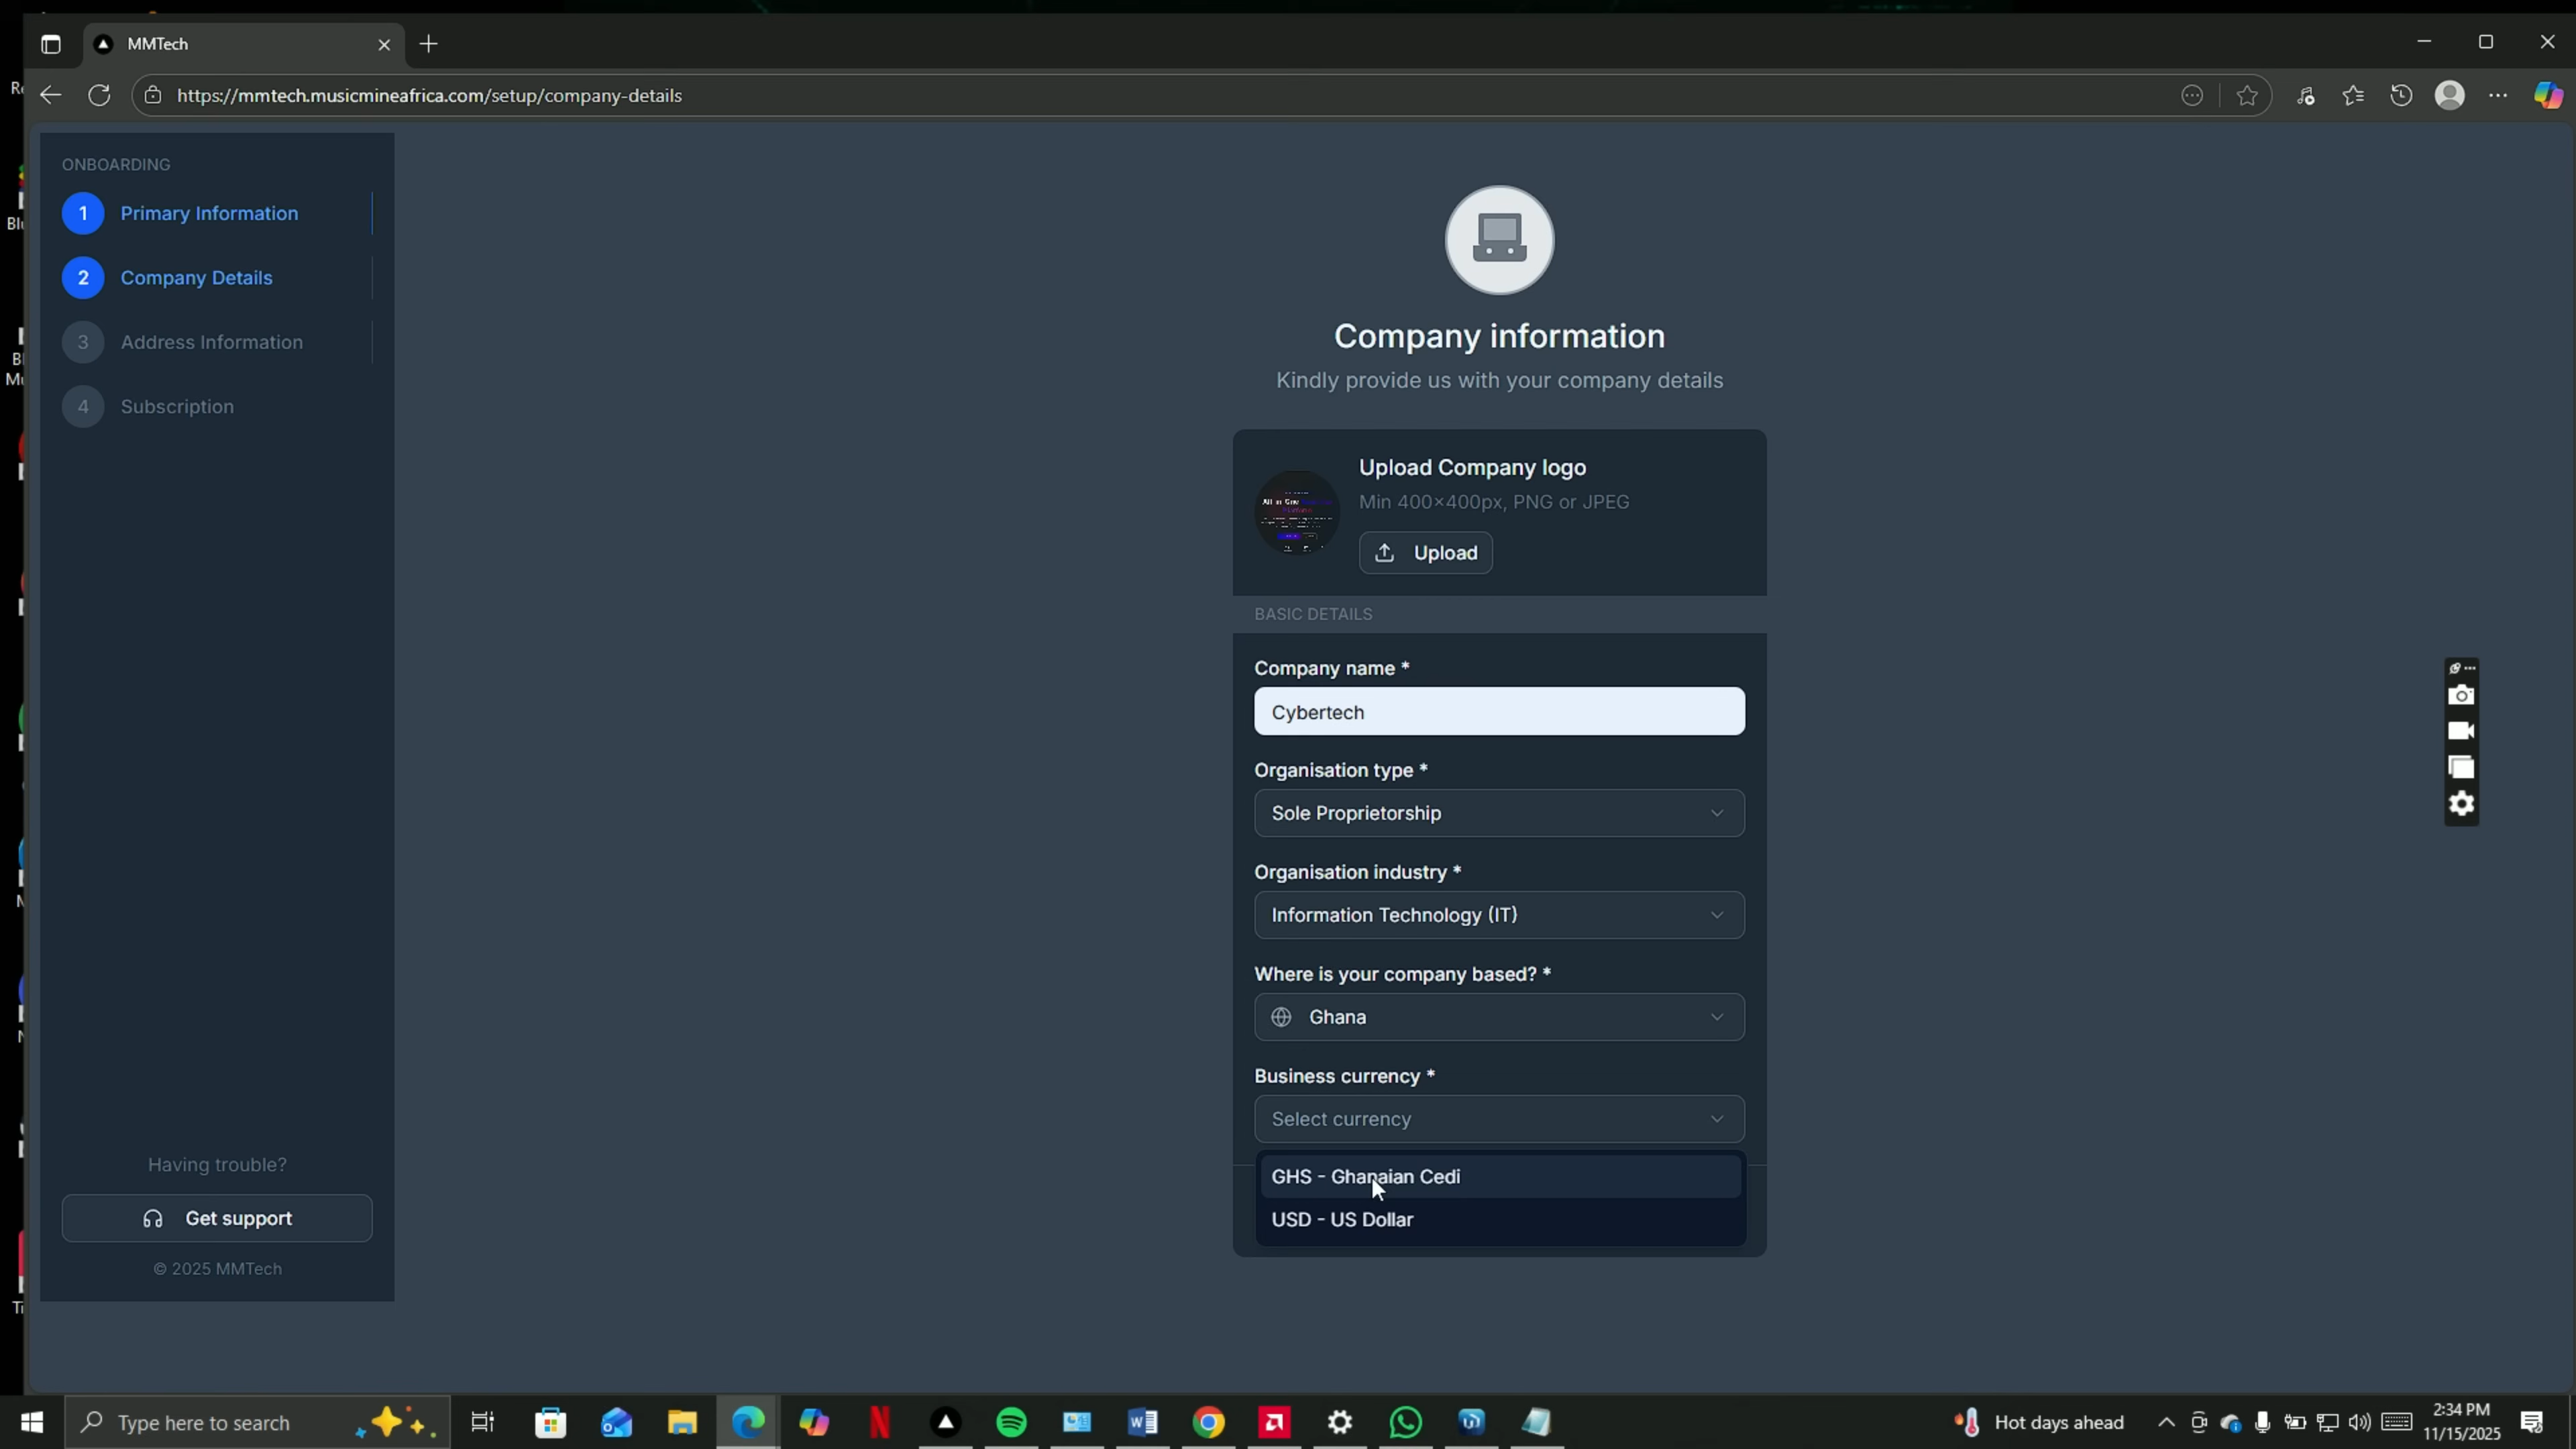 MMTech
https://mmtech.musicmineafrica.com/setup/company-details
ONBOARDING
1 Primary Information
2 Company Details
3 Address Information
4 Subscription
Having trouble?
Get support
© 2025 MMTech
Company information
Kindly provide us with your company details
Upload Company logo
Min 400×400px, PNG or JPEG
Upload
BASIC DETAILS
Company name *
Cybertech
Organisation type *
Sole Proprietorship
Organisation industry *
Information Technology (IT)
Where is your company based? *
Ghana
Business currency *
Select currency
GHS - Ghanaian Cedi
USD - US Dollar
Type here to search
Hot days ahead
2:34 PM
11/15/2025